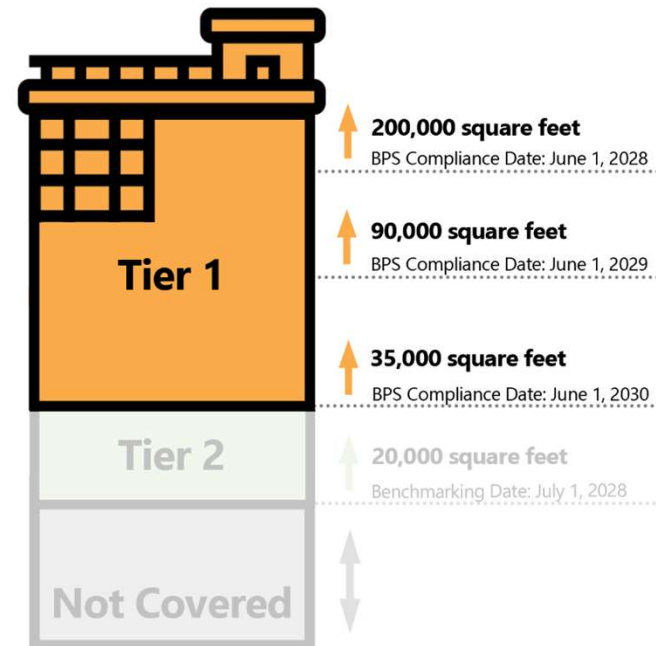 200,000 square feet
BPS Compliance Date: June 1, 2028
90,000 square feet
BPS Compliance Date: June 1, 2029
Tier 1
35,000 square feet
BPS Compliance Date: June 1, 2030
Tier 2
20,000 square feet
Benchmarking Date: July 1, 2028
Not Covered